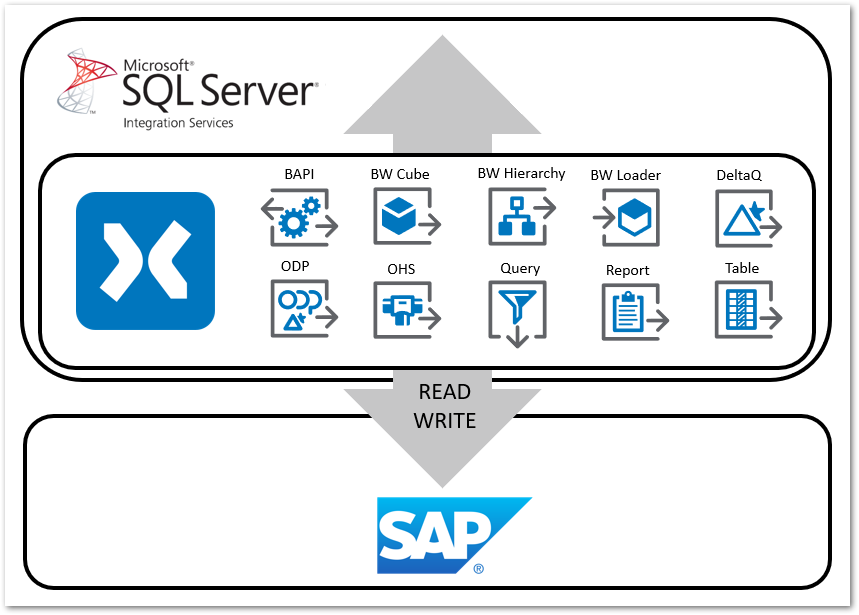 Microsoft®
SQL Server®
Integration Services
™
BAPI
BW Cube
BW Hierarchy
BW Loader
DeltaQ
ODP
OHS
Query
Report
Table
READ
WRITE
SAP®